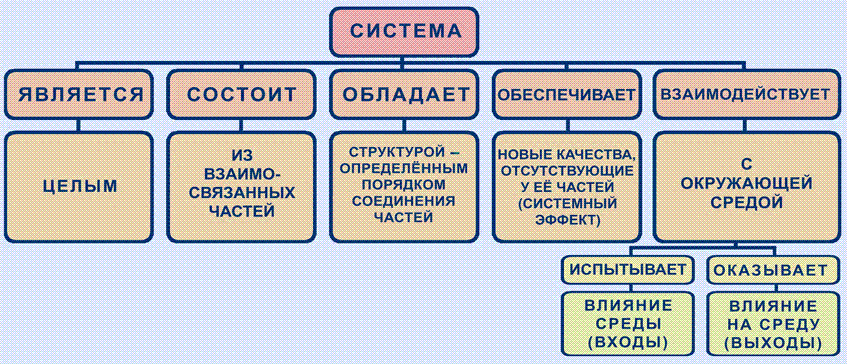 СИСТЕМА
ЯВЛЯЕТСЯ
СОСТОИТ
ОБЛАДАЕТ
ОБЕСПЕЧИВАЕТ
ВЗАИМОДЕЙСТВУЕТ
ЦЕЛЫМ
ИЗ
ВЗАИМО-
СВЯЗАННЫХ
ЧАСТЕЙ
СТРУКТУРОЙ –
ОПРЕДЕЛЁННЫМ
ПОРЯДКОМ
СОЕДИНЕНИЯ
ЧАСТЕЙ
НОВЫЕ КАЧЕСТВА,
ОТСУТСТВУЮЩИЕ
У ЕЁ ЧАСТЕЙ
(СИСТЕМНЫЙ
ЭФФЕКТ)
С
ОКРУЖАЮЩЕЙ
СРЕДОЙ
ИСПЫТЫВАЕТ
ОКАЗЫВАЕТ
ВЛИЯНИЕ
СРЕДЫ
(ВХОДЫ)
ВЛИЯНИЕ
НА СРЕДУ
(ВЫХОДЫ)